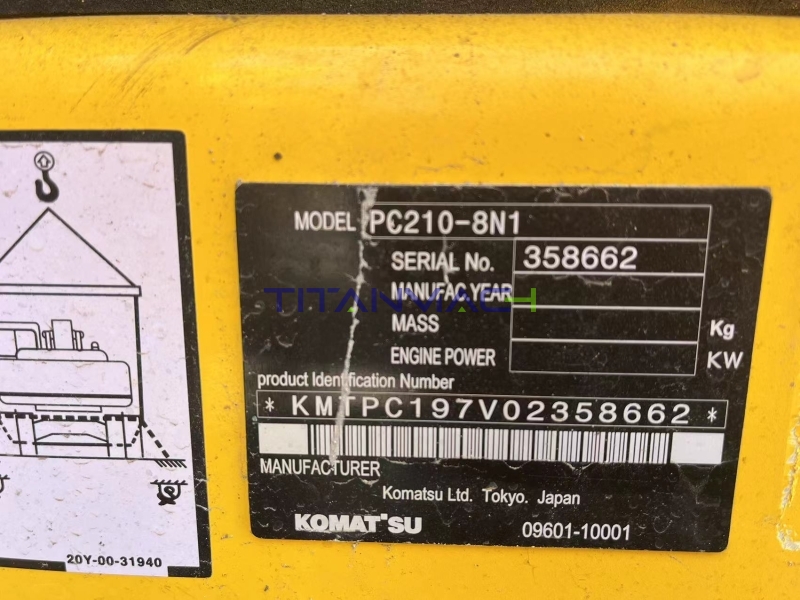 MODEL PC210-8N1
SERIAL No. 358662
MANUFAC.YEAR
TITANMACH
MASS Kg
ENGINE POWER KW
product Identification Number
*KMTPC197V02358662*
MANUFACTURER
Komatsu Ltd. Tokyo. Japan
KOMATSU 09601-10001
20Y-00-31940